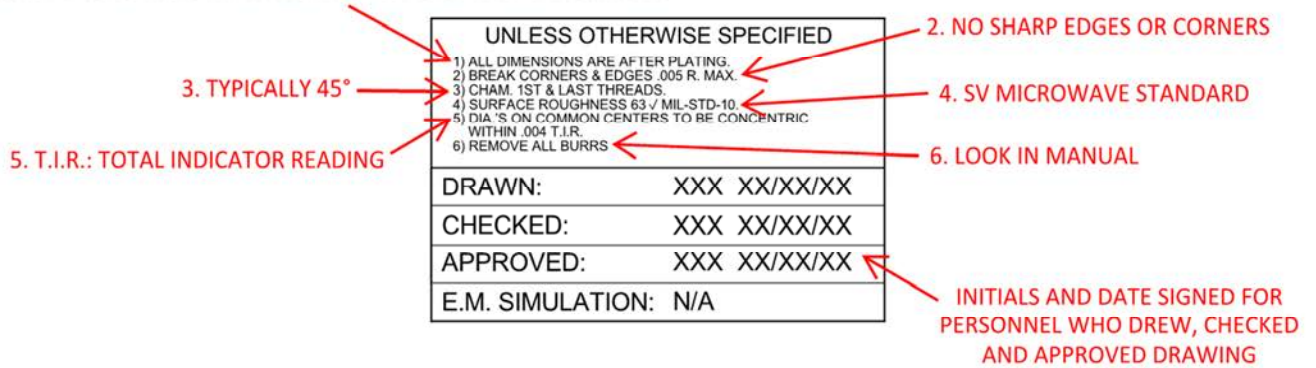 UNLESS OTHERWISE SPECIFIED
1) ALL DIMENSIONS ARE AFTER PLATING.
2) BREAK CORNERS & EDGES .005 R. MAX.
3) CHAM. 1ST & LAST THREADS.
4) SURFACE ROUGHNESS 63 √ MIL-STD-10.
5) DIA.'S ON COMMON CENTERS TO BE CONCENTRIC
WITHIN .004 T.I.R.
6) REMOVE ALL BURRS
2. NO SHARP EDGES OR CORNERS
3. TYPICALLY 45°
4. SV MICROWAVE STANDARD
5. T.I.R.: TOTAL INDICATOR READING
6. LOOK IN MANUAL
DRAWN: XXX XX/XX/XX
CHECKED: XXX XX/XX/XX
APPROVED: XXX XX/XX/XX
E.M. SIMULATION: N/A
INITIALS AND DATE SIGNED FOR
PERSONNEL WHO DREW, CHECKED
AND APPROVED DRAWING